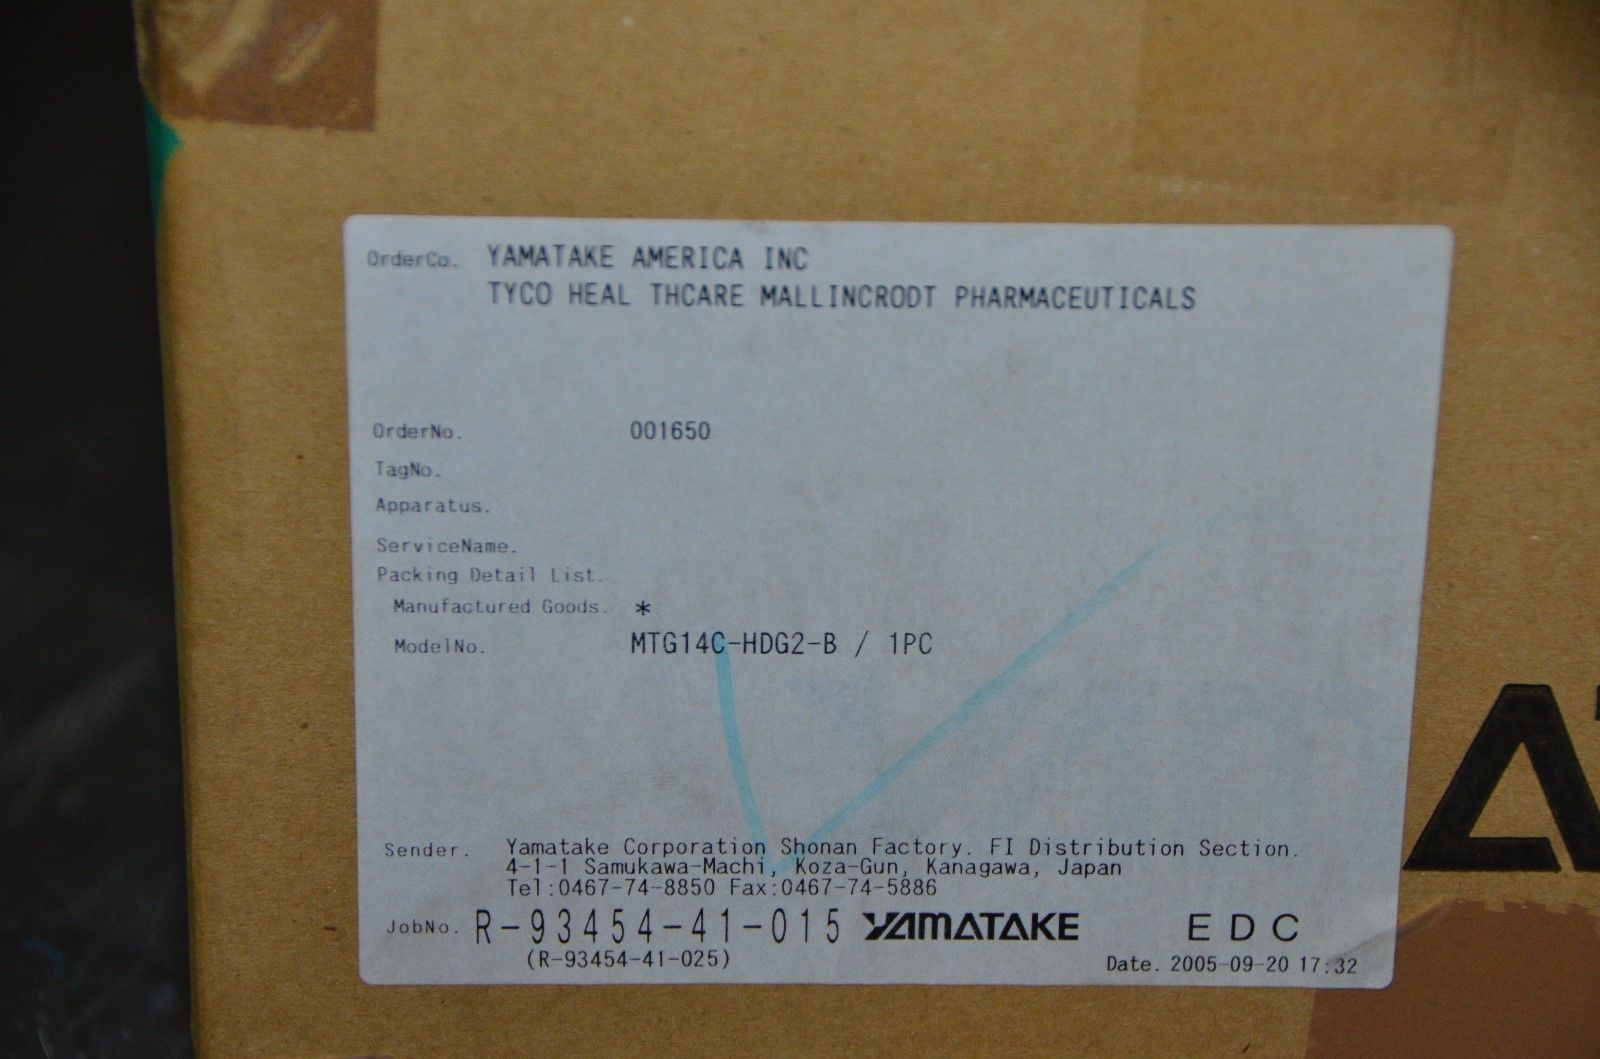 OrderCo. YAMATAKE AMERICA INC
TYCO HEAL THCARE MALLINCRODT PHARMACEUTICALS
OrderNo. 001650
TagNo.
Apparatus.
ServiceName.
Packing Detail List.
Manufactured Goods. *
ModelNo. MTG14C-HDG2-B / 1PC
Sender. Yamatake Corporation Shonan Factory. FI Distribution Section.
4-1-1 Samukawa-Machi, Koza-Gun, Kanagawa, Japan
Tel:0467-74-8850 Fax:0467-74-5886
JobNo. R-93454-41-015 YAMATAKE EDC
(R-93454-41-025)
Date. 2005-09-20 17:32